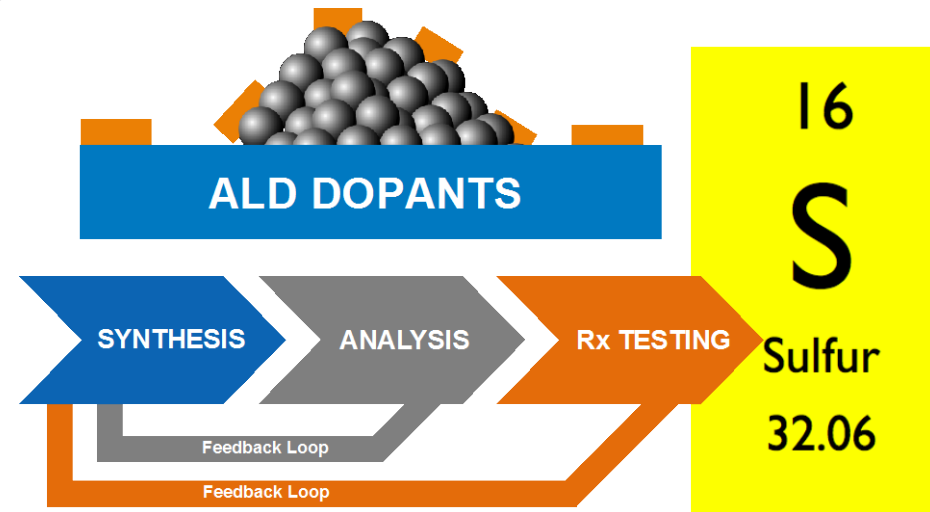 ALD DOPANTS
16
S
Sulfur
32.06
SYNTHESIS
ANALYSIS
Rx TESTING
Feedback Loop
Feedback Loop